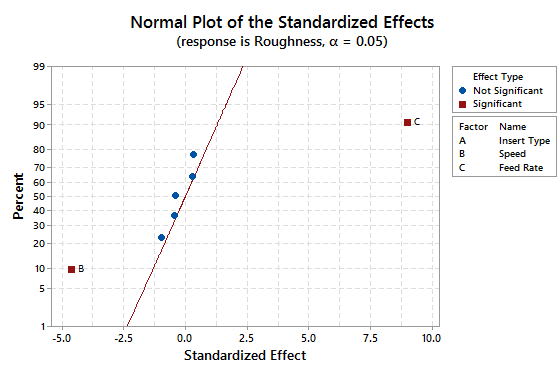 Normal Plot of the Standardized Effects
(response is Roughness, α = 0.05)
99
95
90
80
70
60
50
40
30
20
10
5
1
Percent
B
C
-5.0 -2.5 0.0 2.5 5.0 7.5 10.0
Standardized Effect
Effect Type
Not Significant
Significant
Factor Name
A Insert Type
B Speed
C Feed Rate